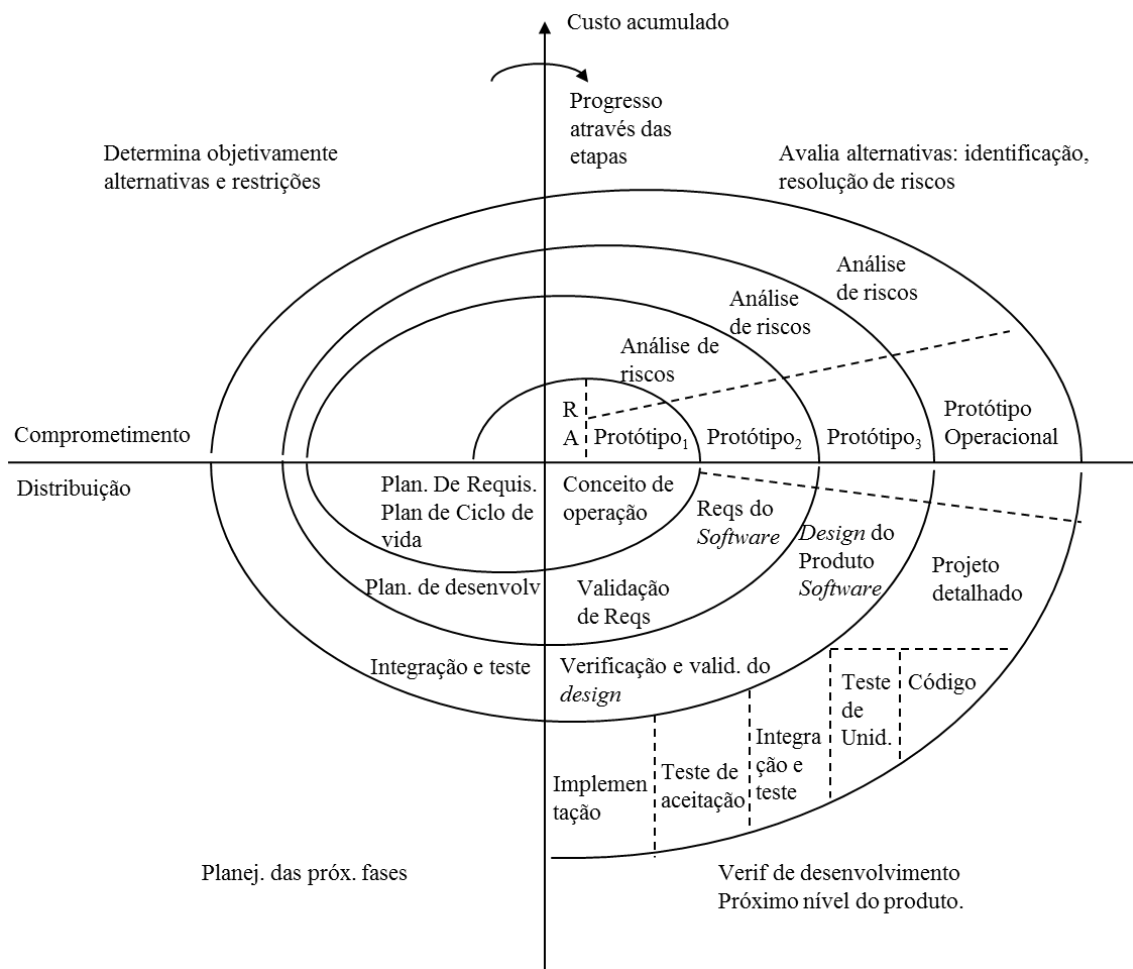 Custo acumulado
Progresso
através das
etapas
Determina objetivamente
alternativas e restrições
Avalia alternativas: identificação,
resolução de riscos
Análise
de riscos
Análise
de riscos
Análise de
riscos
R
A
Protótipo₁
Protótipo₂
Protótipo₃
Protótipo
Operacional
Comprometimento
Distribuição
Plan. De Requis.
Plan de Ciclo de
vida
Conceito de
operação
Reqs do
Software
Design do
Produto
Software
Projeto
detalhado
Plan. de desenvolv
Validação
de Reqs
Integração e teste
Verificação e valid. do
design
Teste
de
Unid.
Código
Integra
ção e
teste
Teste de
aceitação
Implemen
tação
Planej. das próx. fases
Verif de desenvolvimento
Próximo nível do produto.